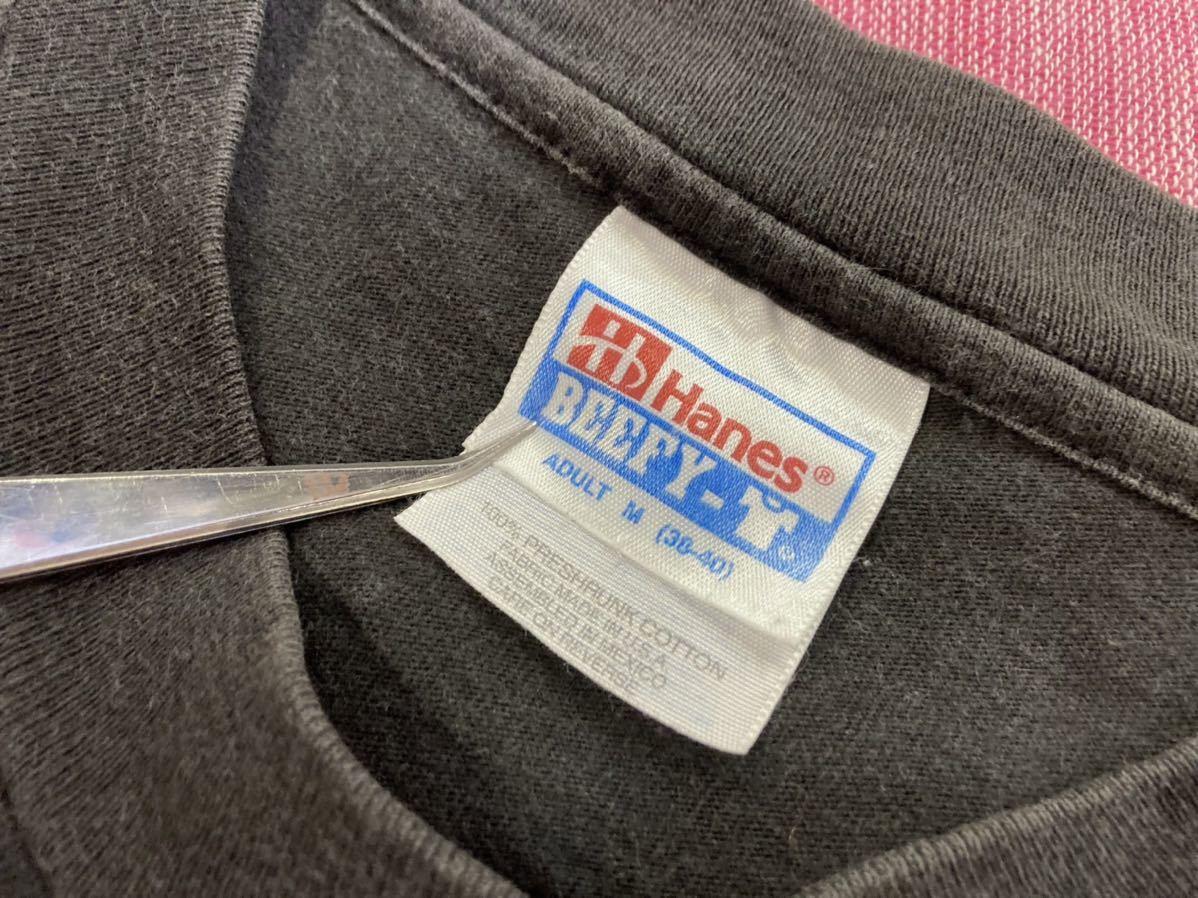 Hanes®
BEEFY-T®
ADULT M (38-40)
100% PRESHRUNK COTTON
FABRIC MADE IN U.S.A
ASSEMBLED IN MEXICO
CARE ON REVERSE